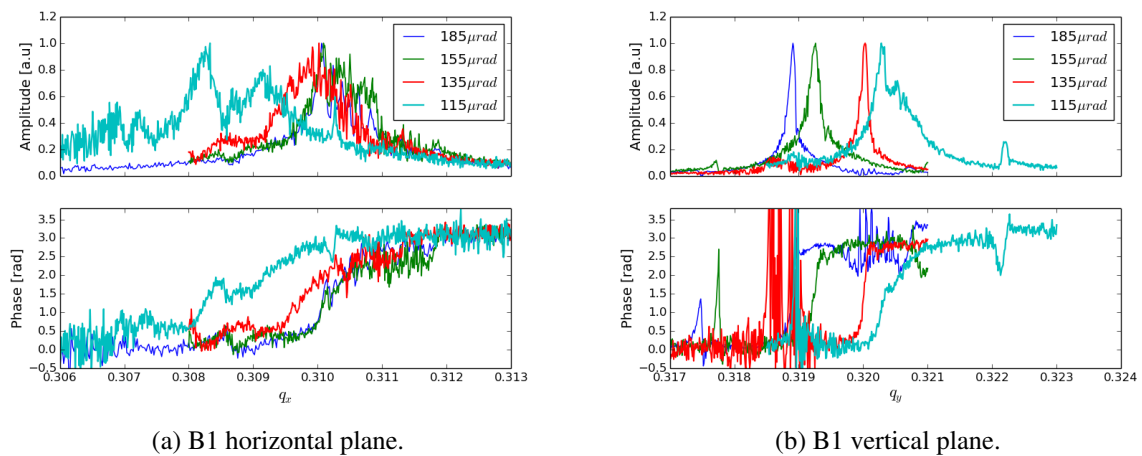 1.2
1.0
0.8
0.6
0.4
0.2
0.0
Amplitude [a.u]
185μrad
155μrad
135μrad
115μrad
3.5
3.0
2.5
2.0
1.5
1.0
0.5
0.0
−0.5
Phase [rad]
0.306 0.307 0.308 0.309 0.310 0.311 0.312 0.313
q_x
(a) B1 horizontal plane.
1.2
1.0
0.8
0.6
0.4
0.2
0.0
Amplitude [a.u]
185μrad
155μrad
135μrad
115μrad
3.5
3.0
2.5
2.0
1.5
1.0
0.5
0.0
−0.5
Phase [rad]
0.317 0.318 0.319 0.320 0.321 0.322 0.323 0.324
q_y
(b) B1 vertical plane.